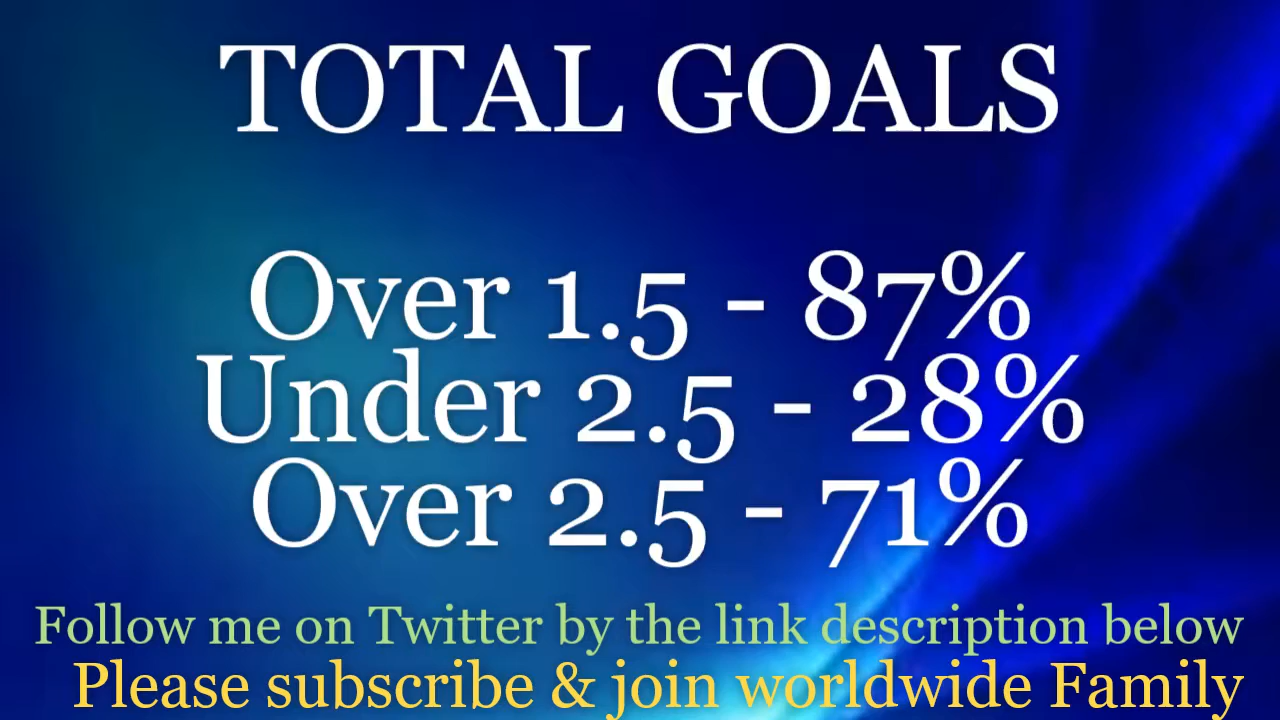 TOTAL GOALS
Over 1.5 - 87%
Under 2.5 - 28%
Over 2.5 - 71%
Follow me on Twitter by the link description below
Please subscribe & join worldwide Family